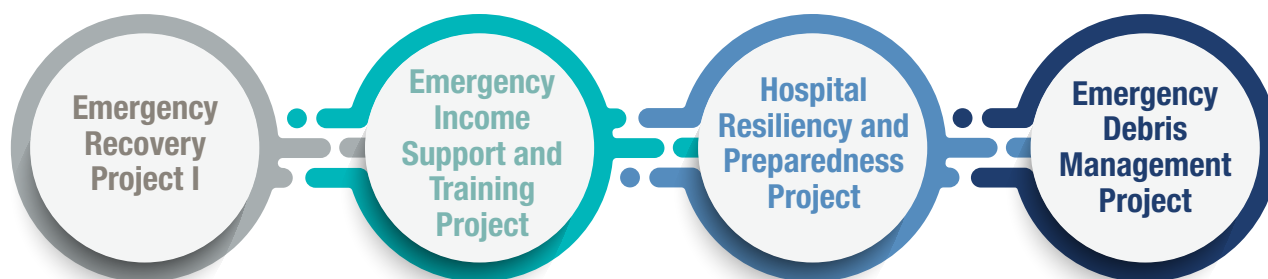 Emergency
Recovery
Project I
Emergency
Income
Support and
Training
Project
Hospital
Resiliency and
Preparedness
Project
Emergency
Debris
Management
Project